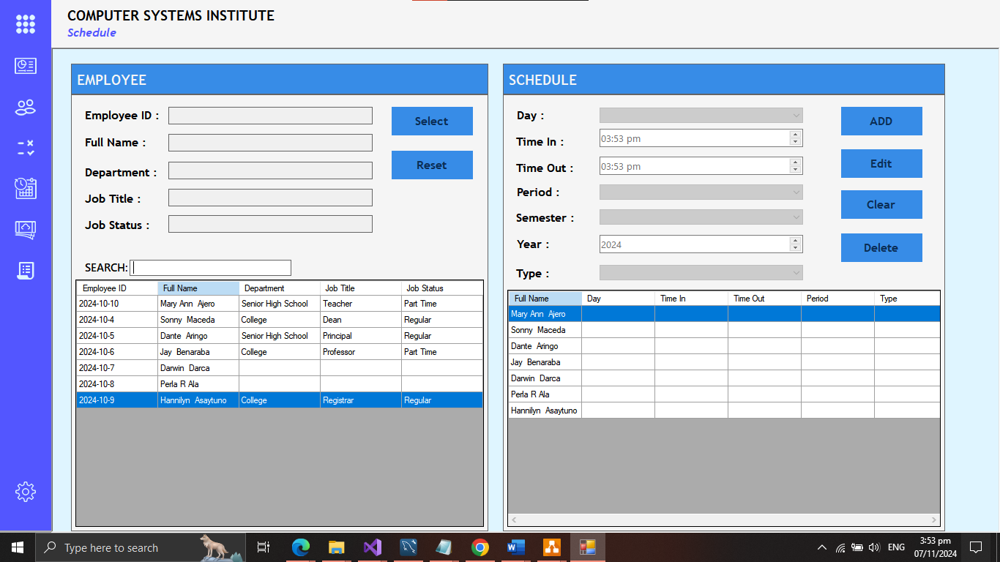 COMPUTER SYSTEMS INSTITUTE
Schedule
EMPLOYEE
Employee ID :
Full Name :
Department :
Job Title :
Job Status :
Select
Reset
SEARCH:
Employee ID Full Name Department Job Title Job Status
2024-10-10 Mary Ann Ajero Senior High School Teacher Part Time
2024-10-4 Sonny Maceda College Dean Regular
2024-10-5 Dante Aringo Senior High School Principal Regular
2024-10-6 Jay Benaraba College Professor Part Time
2024-10-7 Darwin Darca
2024-10-8 Perla R Ala
2024-10-9 Hannilyn Asaytuno College Registrar Regular
SCHEDULE
Day :
Time In : 03:53 pm
Time Out : 03:53 pm
Period :
Semester :
Year : 2024
Type :
ADD
Edit
Clear
Delete
Full Name Day Time In Time Out Period Type
Mary Ann Ajero
Sonny Maceda
Dante Aringo
Jay Benaraba
Darwin Darca
Perla R Ala
Hannilyn Asaytuno
Type here to search
ENG
3:53 pm
07/11/2024